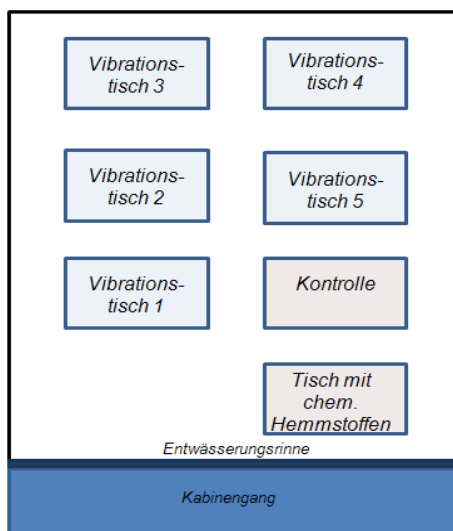 Vibrations-
tisch 3
Vibrations-
tisch 4
Vibrations-
tisch 2
Vibrations-
tisch 5
Vibrations-
tisch 1
Kontrolle
Tisch mit
chem.
Hemmstoffen
Entwässerungsrinne
Kabinengang